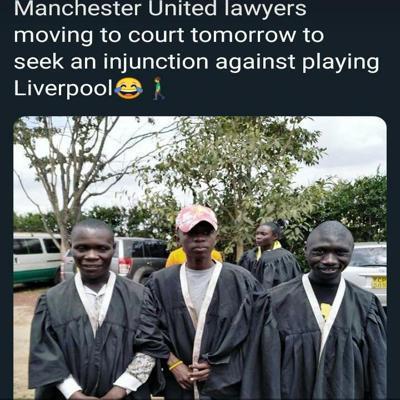 Manchester United lawyers
moving to court tomorrow to
seek an injunction against playing
Liverpool😂🚶‍♂️